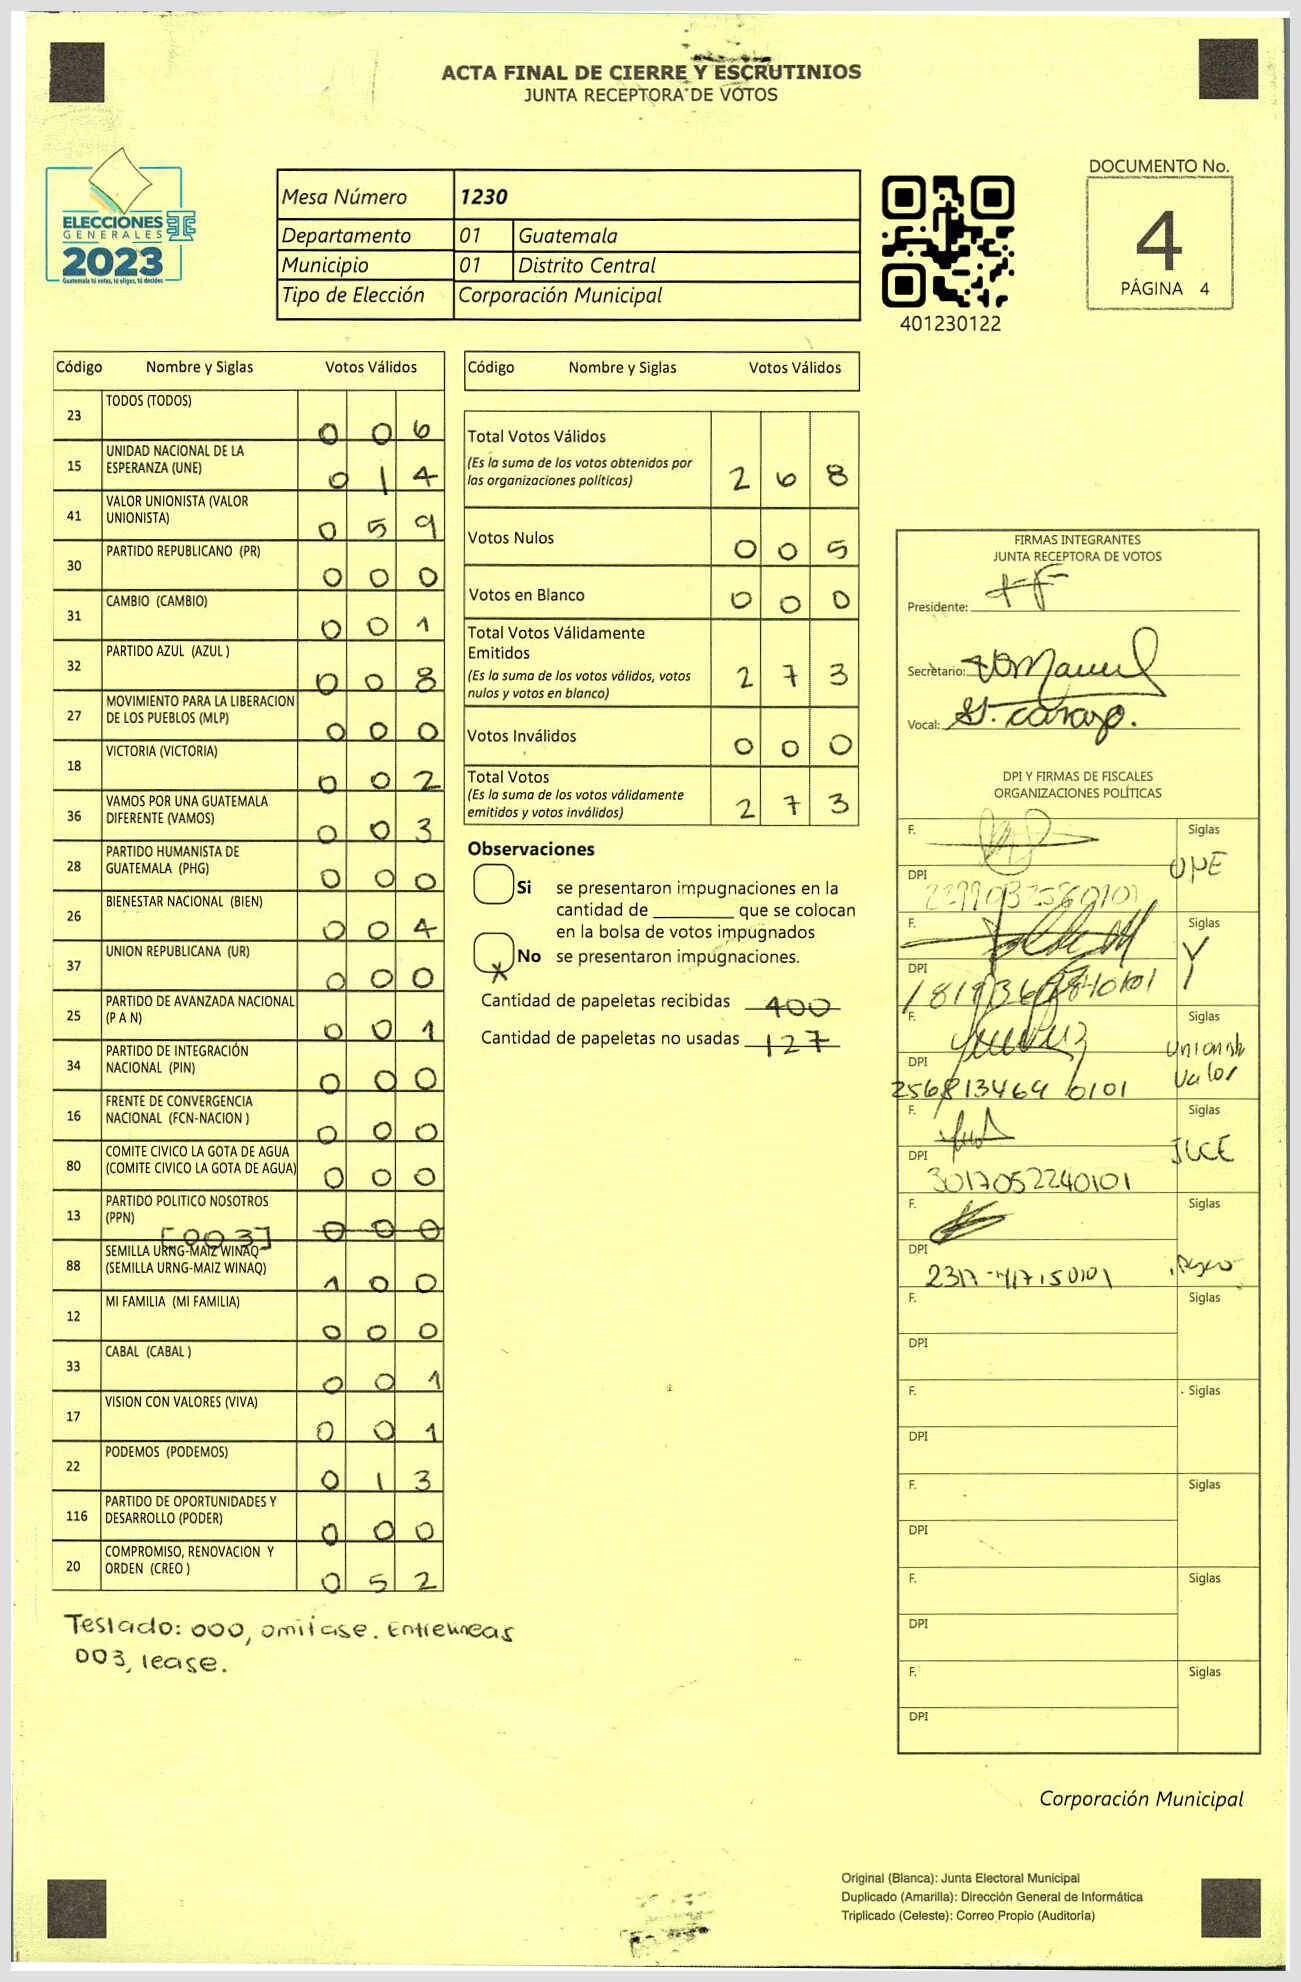 ACTA FINAL DE CIERRE Y ESCRUTINIOS
JUNTA RECEPTORA DE VOTOS
ELECCIONES
GENERALES
2023
Guatemala tú votas, tú eliges, tú decides
Mesa Número 1230
Departamento 01 Guatemala
Municipio 01 Distrito Central
Tipo de Elección Corporación Municipal
401230122
DOCUMENTO No.
4
PÁGINA 4
Código Nombre y Siglas Votos Válidos
23 TODOS (TODOS) 0 0 6
15 UNIDAD NACIONAL DE LA ESPERANZA (UNE) 0 1 4
41 VALOR UNIONISTA (VALOR UNIONISTA) 0 5 9
30 PARTIDO REPUBLICANO (PR) 0 0 0
31 CAMBIO (CAMBIO) 0 0 1
32 PARTIDO AZUL (AZUL ) 0 0 8
27 MOVIMIENTO PARA LA LIBERACION DE LOS PUEBLOS (MLP) 0 0 0
18 VICTORIA (VICTORIA) 0 0 2
36 VAMOS POR UNA GUATEMALA DIFERENTE (VAMOS) 0 0 3
28 PARTIDO HUMANISTA DE GUATEMALA (PHG) 0 0 0
26 BIENESTAR NACIONAL (BIEN) 0 0 4
37 UNION REPUBLICANA (UR) 0 0 0
25 PARTIDO DE AVANZADA NACIONAL (P A N) 0 0 1
34 PARTIDO DE INTEGRACIÓN NACIONAL (PIN) 0 0 0
16 FRENTE DE CONVERGENCIA NACIONAL (FCN-NACION ) 0 0 0
80 COMITE CIVICO LA GOTA DE AGUA (COMITE CIVICO LA GOTA DE AGUA) 0 0 0
13 PARTIDO POLITICO NOSOTROS (PPN) [003] 0 0 0
88 SEMILLA URNG-MAIZ WINAQ (SEMILLA URNG-MAIZ WINAQ) 1 0 0
12 MI FAMILIA (MI FAMILIA) 0 0 0
33 CABAL (CABAL ) 0 0 1
17 VISION CON VALORES (VIVA) 0 0 1
22 PODEMOS (PODEMOS) 0 1 3
116 PARTIDO DE OPORTUNIDADES Y DESARROLLO (PODER) 0 0 0
20 COMPROMISO, RENOVACION Y ORDEN (CREO ) 0 5 2
Teslado: 000, omitase. Entrelineas
003, lease.
Código Nombre y Siglas Votos Válidos
Total Votos Válidos 2 6 8
(Es la suma de los votos obtenidos por
las organizaciones políticas)
Votos Nulos 0 0 5
Votos en Blanco 0 0 0
Total Votos Válidamente
Emitidos 2 7 3
(Es la suma de los votos válidos, votos
nulos y votos en blanco)
Votos Inválidos 0 0 0
Total Votos 2 7 3
(Es la suma de los votos válidamente
emitidos y votos inválidos)
Observaciones
Si se presentaron impugnaciones en la
cantidad de ________ que se colocan
en la bolsa de votos impugnados
No se presentaron impugnaciones.
Cantidad de papeletas recibidas 400
Cantidad de papeletas no usadas 127
FIRMAS INTEGRANTES
JUNTA RECEPTORA DE VOTOS
Presidente:
Secretario:
Vocal:
DPI Y FIRMAS DE FISCALES
ORGANIZACIONES POLÍTICAS
F. Siglas
DPI UNE
F. Siglas
DPI
F. Siglas
DPI Unionista Valor
256813464 0101
F. Siglas
DPI
3017052240101
F. Siglas
DPI
F. Siglas
DPI
F. Siglas
DPI
F. Siglas
DPI
F. Siglas
DPI
F. Siglas
DPI
Corporación Municipal
Original (Blanca): Junta Electoral Municipal
Duplicado (Amarilla): Dirección General de Informática
Triplicado (Celeste): Correo Propio (Auditoría)